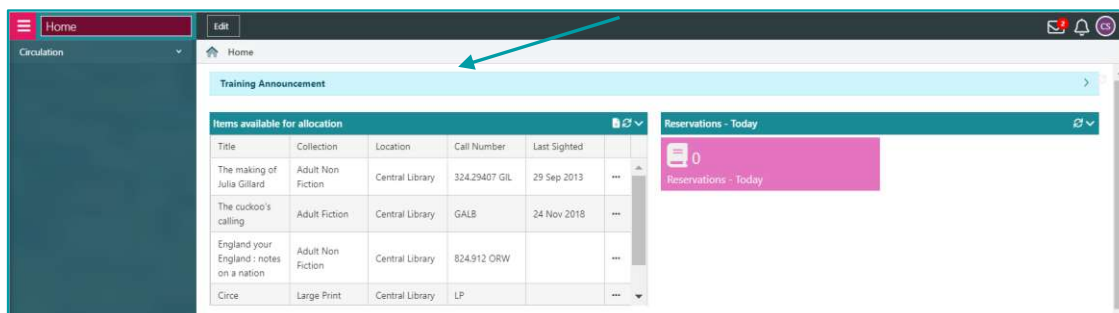 Home
Edit
2
CS
Circulation
Home
Training Announcement
Items available for allocation
Title Collection Location Call Number Last Sighted
The making of
Julia Gillard
Adult Non
Fiction
Central Library
324.29407 GIL
29 Sep 2013
The cuckoo's
calling
Adult Fiction
Central Library
GALB
24 Nov 2018
England your
England : notes
on a nation
Adult Non
Fiction
Central Library
824.912 ORW
Circe
Large Print
Central Library
LP
Reservations - Today
0
Reservations - Today